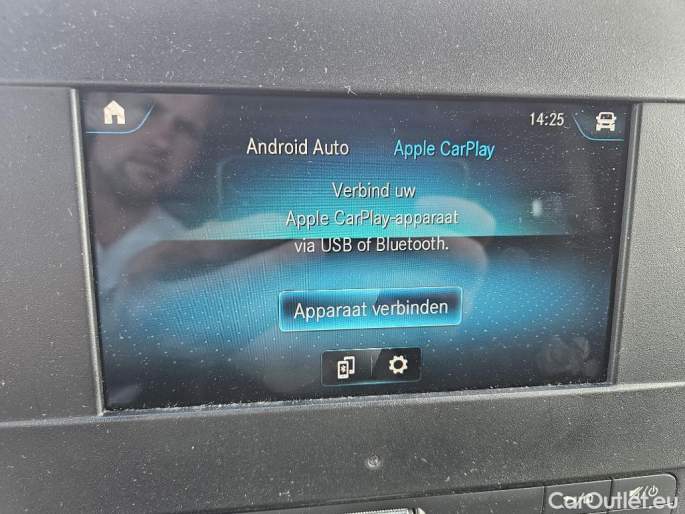 14:25
Android Auto Apple CarPlay
Verbind uw
Apple CarPlay-apparaat
via USB of Bluetooth.
Apparaat verbinden
CarOutlet.eu